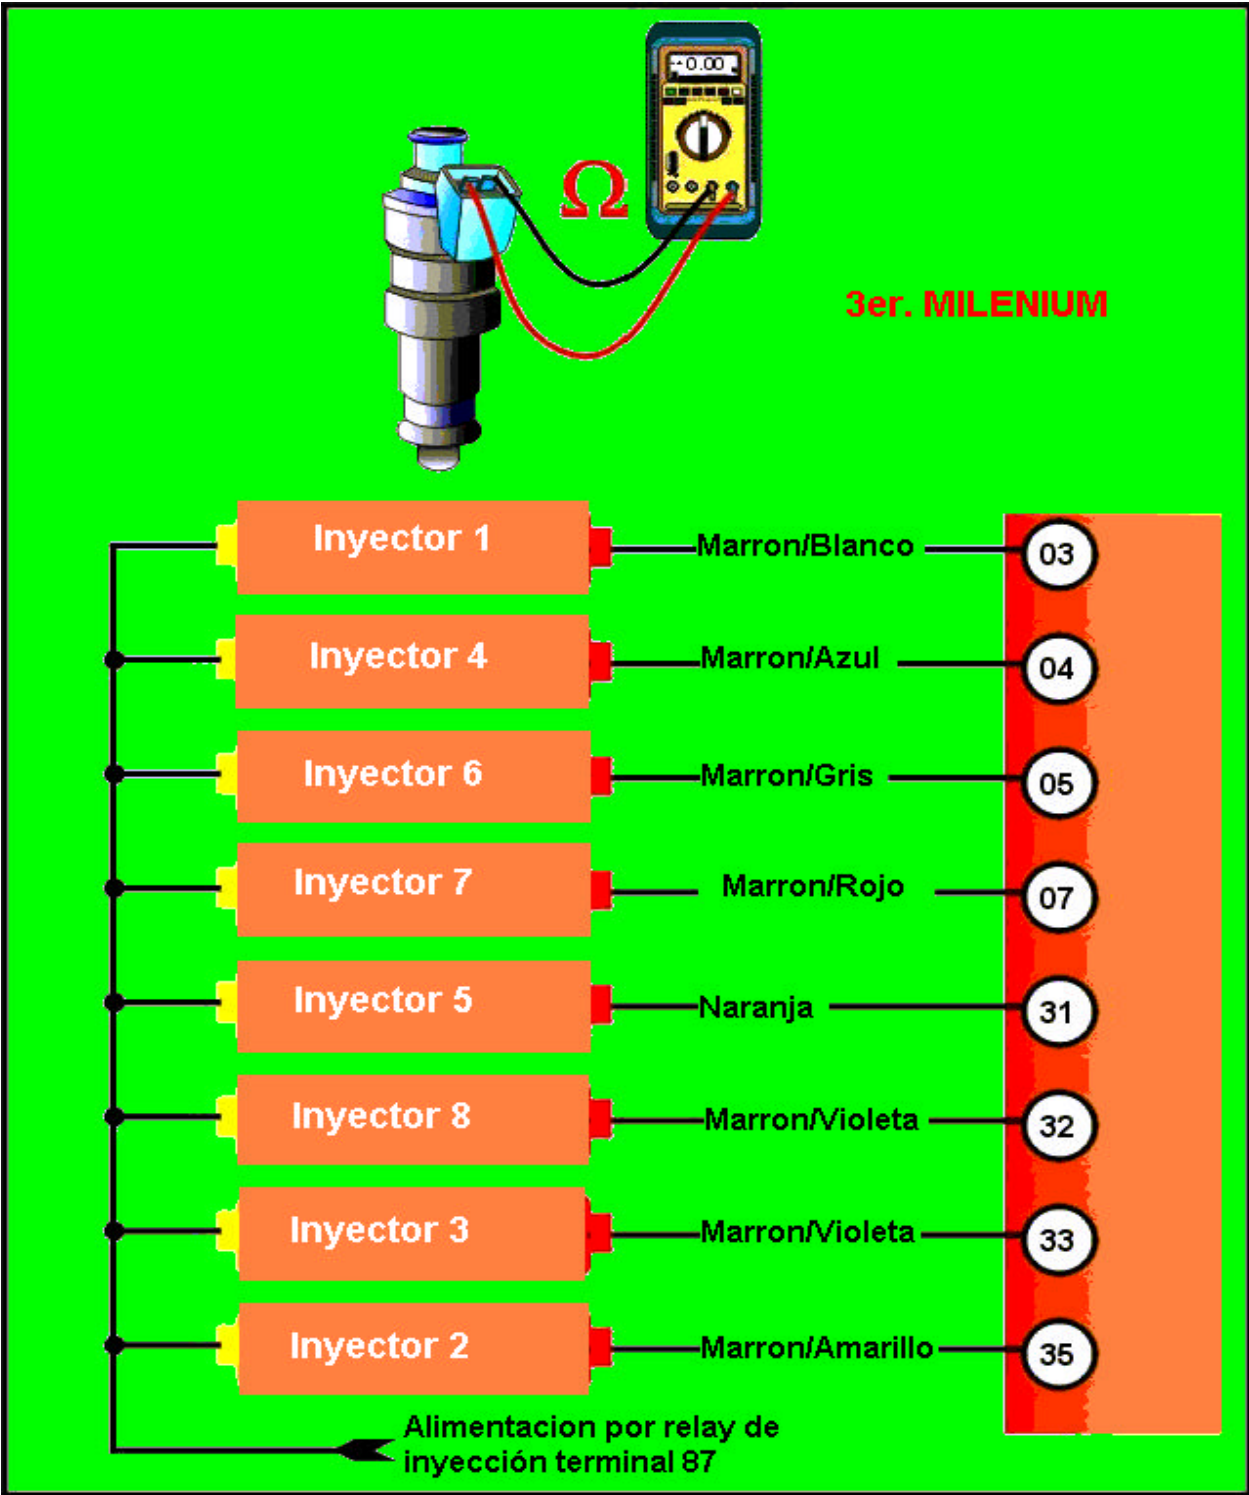 -0.00
Ω
3er. MILENIUM
Inyector 1 Marron/Blanco 03
Inyector 4 Marron/Azul 04
Inyector 6 Marron/Gris 05
Inyector 7 Marron/Rojo 07
Inyector 5 Naranja 31
Inyector 8 Marron/Violeta 32
Inyector 3 Marron/Violeta 33
Inyector 2 Marron/Amarillo 35
Alimentacion por relay de
inyección terminal 87